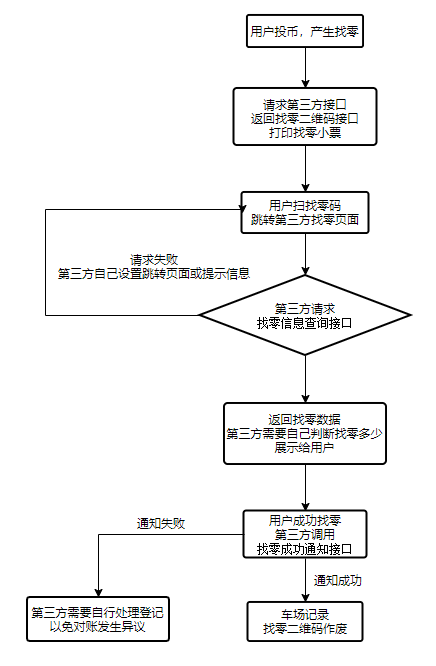 用户投币，产生找零
请求第三方接口
返回找零二维码接口
打印找零小票
用户扫找零码
跳转第三方找零页面
请求失败
第三方自己设置跳转页面或提示信息
第三方请求
找零信息查询接口
返回找零数据
第三方需要自己判断找零多少
展示给用户
用户成功找零
第三方调用
找零成功通知接口
通知失败
通知成功
第三方需要自行处理登记
以免对账发生异议
车场记录
找零二维码作废